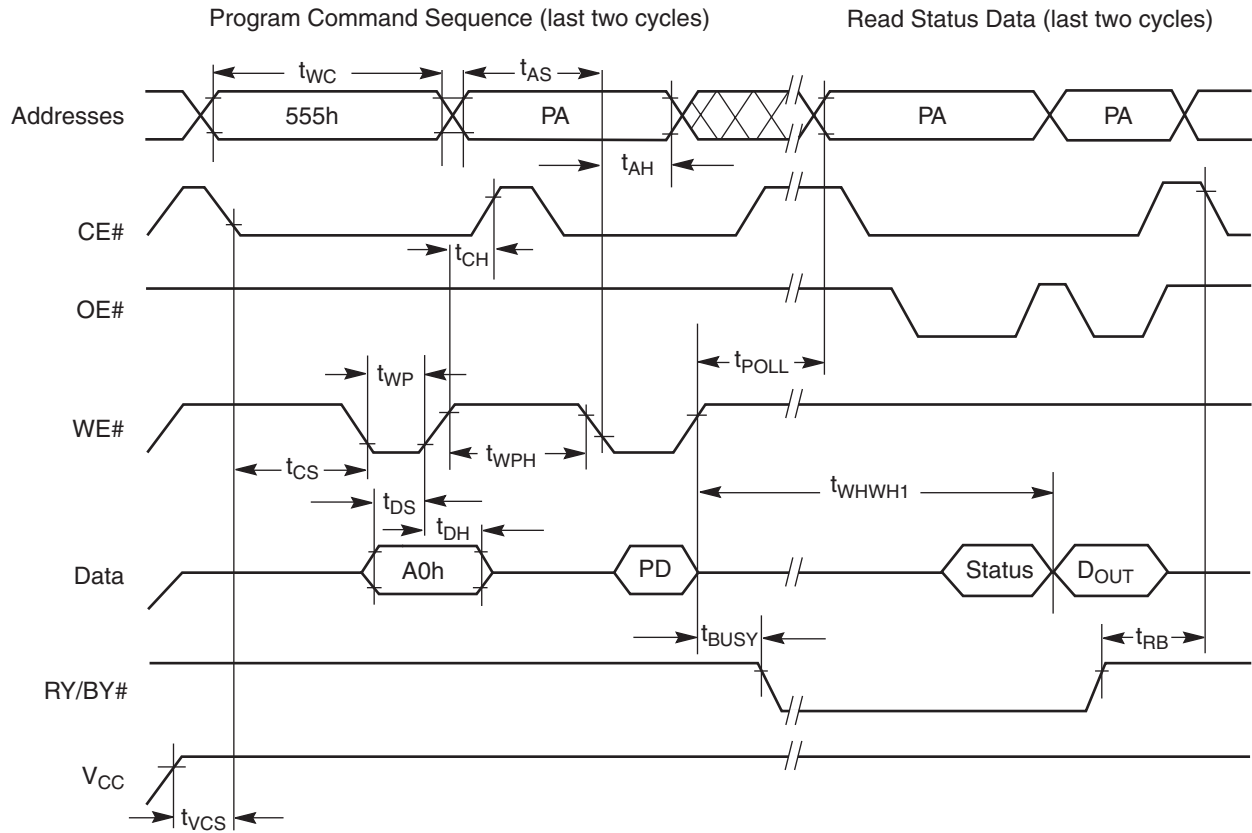 Program Command Sequence (last two cycles)
Read Status Data (last two cycles)
tWC
tAS
Addresses
555h
PA
PA
PA
tAH
CE#
tCH
OE#
tPOLL
tWP
WE#
tWPH
tCS
tWHWH1
tDS
tDH
Data
A0h
PD
Status
DOUT
tBUSY
tRB
RY/BY#
VCC
tVCS